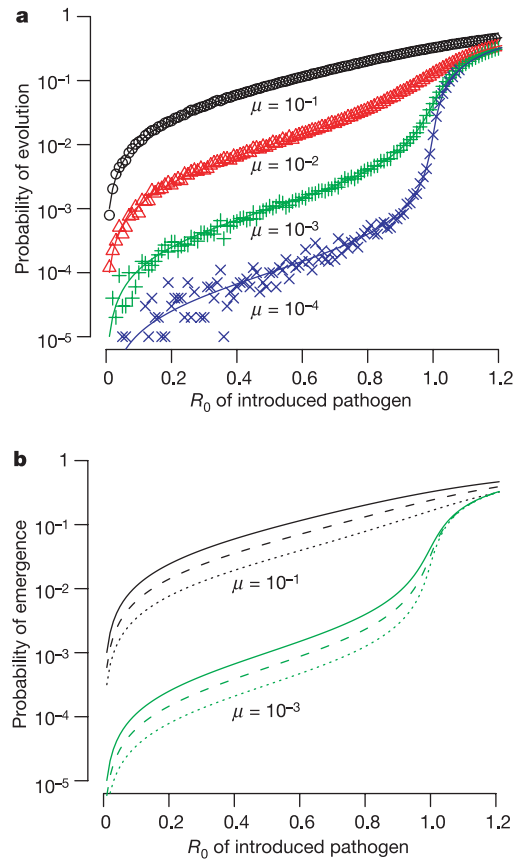 a
Probability of evolution
1
10⁻¹
10⁻²
10⁻³
10⁻⁴
10⁻⁵
μ = 10⁻¹
μ = 10⁻²
μ = 10⁻³
μ = 10⁻⁴
0 0.2 0.4 0.6 0.8 1.0 1.2
R₀ of introduced pathogen
b
Probability of emergence
1
10⁻¹
10⁻²
10⁻³
10⁻⁴
10⁻⁵
μ = 10⁻¹
μ = 10⁻³
0 0.2 0.4 0.6 0.8 1.0 1.2
R₀ of introduced pathogen